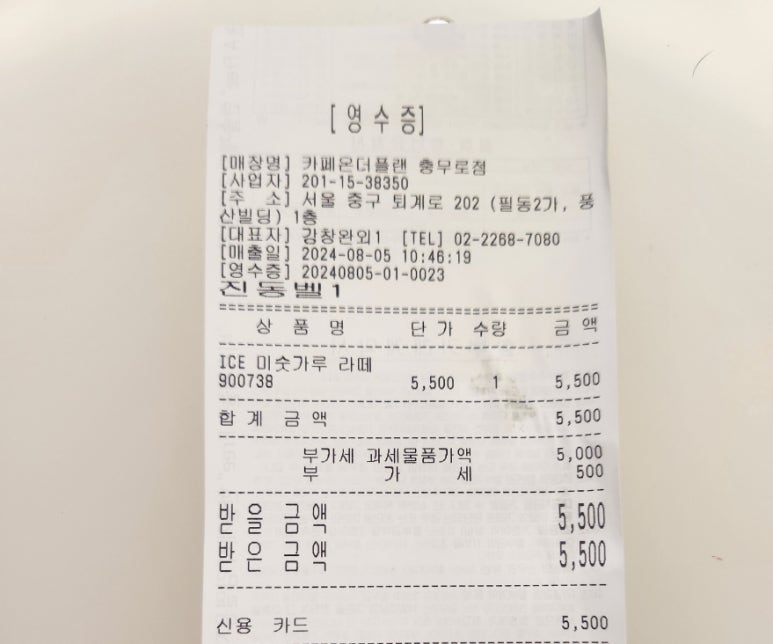 [영수증]
[매장명] 카페온더플랜 충무로점
[사업자] 201-15-38350
[주 소] 서울 중구 퇴계로 202 (필동2가, 풍
산빌딩) 1층
[대표자] 강창완외1 [TEL] 02-2268-7080
[매출일] 2024-08-05 10:46:19
[영수증] 20240805-01-0023
진동벨1
상 품 명 단가 수량 금액
ICE 미숫가루 라떼
900738 5,500 1 5,500
합계 금액 5,500
부가세 과세물품가액 5,000
부 가 세 500
받을 금액 5,500
받은 금액 5,500
신용 카드 5,500